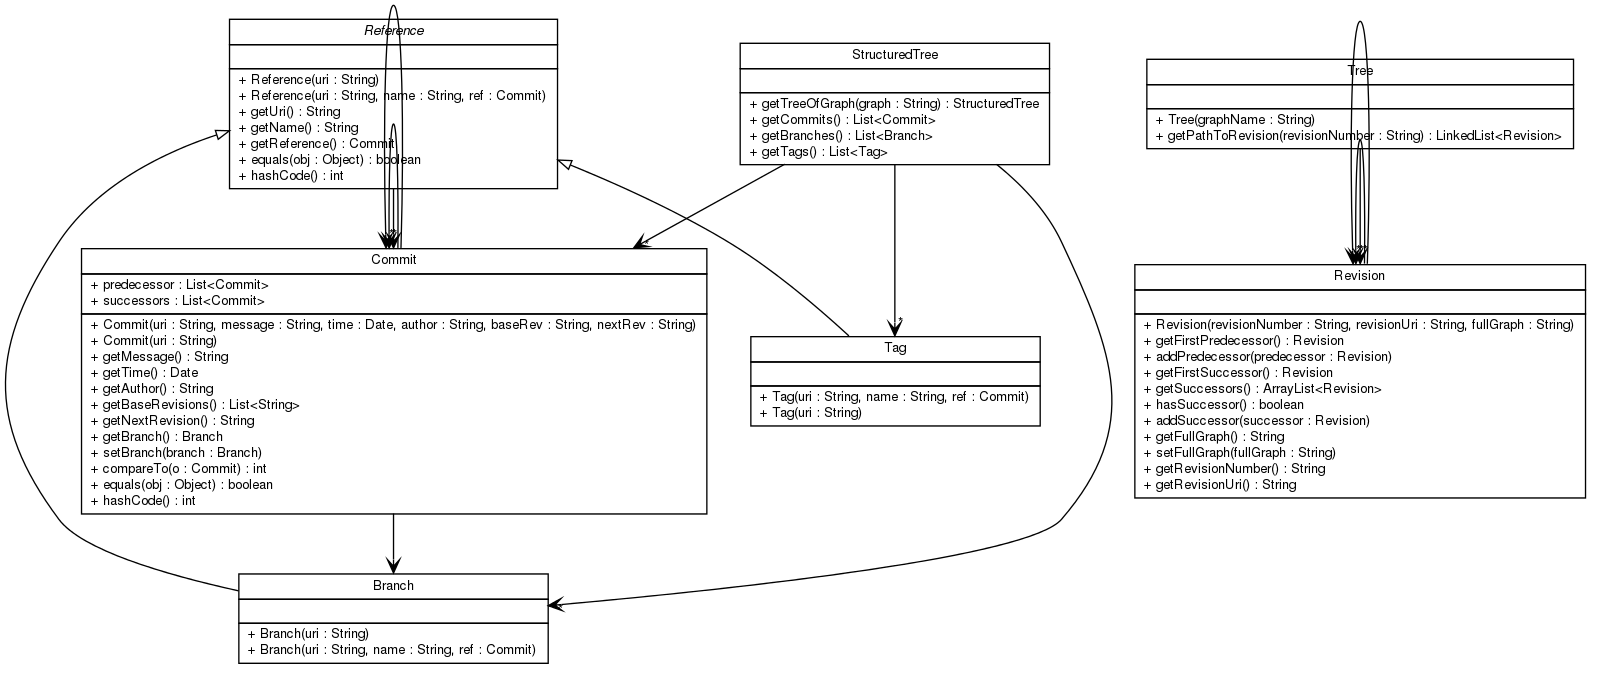 Reference
+ Reference(uri : String)
+ Reference(uri : String, name : String, ref : Commit)
+ getUri() : String
+ getName() : String
+ getReference() : Commit
+ equals(obj : Object) : boolean
+ hashCode() : int
StructuredTree
+ getTreeOfGraph(graph : String) : StructuredTree
+ getCommits() : List<Commit>
+ getBranches() : List<Branch>
+ getTags() : List<Tag>
Tree
+ Tree(graphName : String)
+ getPathToRevision(revisionNumber : String) : LinkedList<Revision>
*
*
*
Commit
+ predecessor : List<Commit>
+ successors : List<Commit>
+ Commit(uri : String, message : String, time : Date, author : String, baseRev : String, nextRev : String)
+ Commit(uri : String)
+ getMessage() : String
+ getTime() : Date
+ getAuthor() : String
+ getBaseRevisions() : List<String>
+ getNextRevision() : String
+ getBranch() : Branch
+ setBranch(branch : Branch)
+ compareTo(o : Commit) : int
+ equals(obj : Object) : boolean
+ hashCode() : int
*
Tag
+ Tag(uri : String, name : String, ref : Commit)
+ Tag(uri : String)
Revision
+ Revision(revisionNumber : String, revisionUri : String, fullGraph : String)
+ getFirstPredecessor() : Revision
+ addPredecessor(predecessor : Revision)
+ getFirstSuccessor() : Revision
+ getSuccessors() : ArrayList<Revision>
+ hasSuccessor() : boolean
+ addSuccessor(successor : Revision)
+ getFullGraph() : String
+ setFullGraph(fullGraph : String)
+ getRevisionNumber() : String
+ getRevisionUri() : String
*
Branch
+ Branch(uri : String)
+ Branch(uri : String, name : String, ref : Commit)